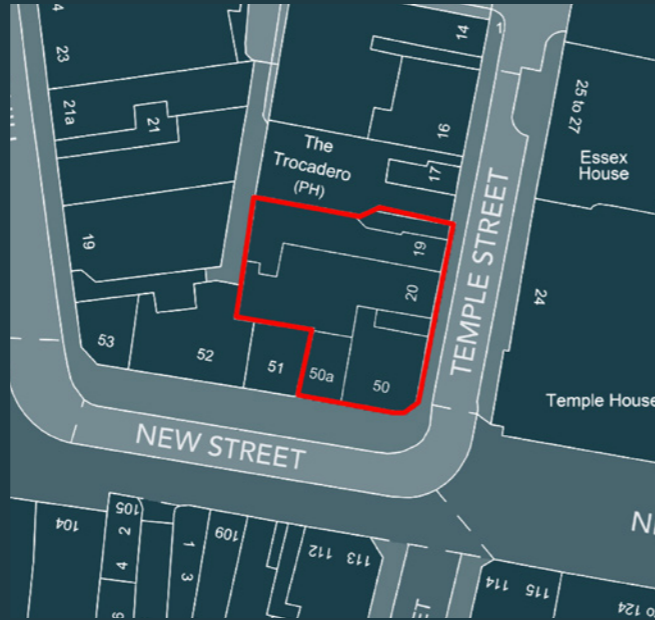 4
23
21a
21
19
14
1
16
17
The
Trocadero
(PH)
19
20
TEMPLE STREET
25 to 27
Essex
House
24
Temple House
53
52
51
50a
50
NEW STREET
104
105
2
4
1
3
109
112
113
111
114
115